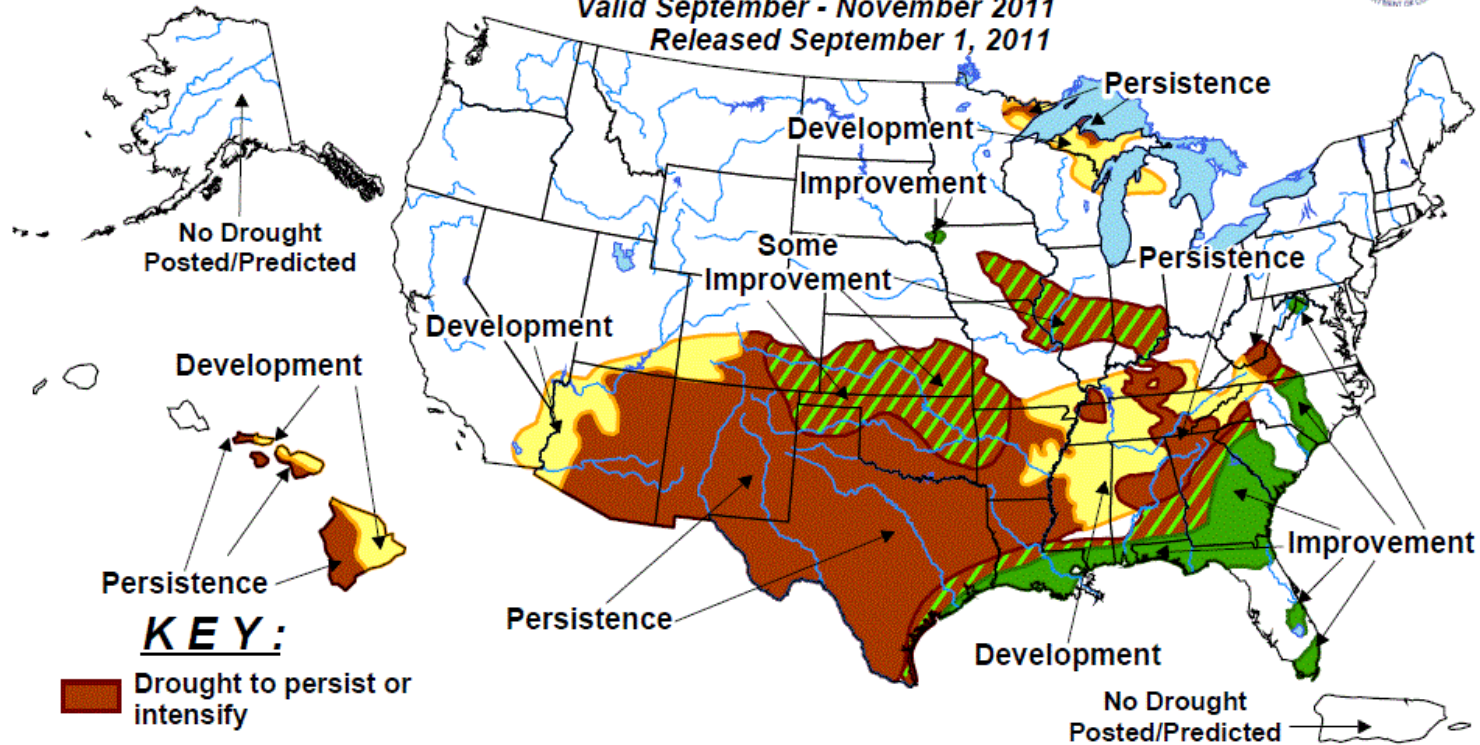 Valid September - November 2011
Released September 1, 2011
Persistence
Development
Improvement
No Drought
Posted/Predicted
Some
Improvement
Persistence
Development
Development
Persistence
Improvement
Persistence
Development
KEY:
Drought to persist or
intensify
No Drought
Posted/Predicted